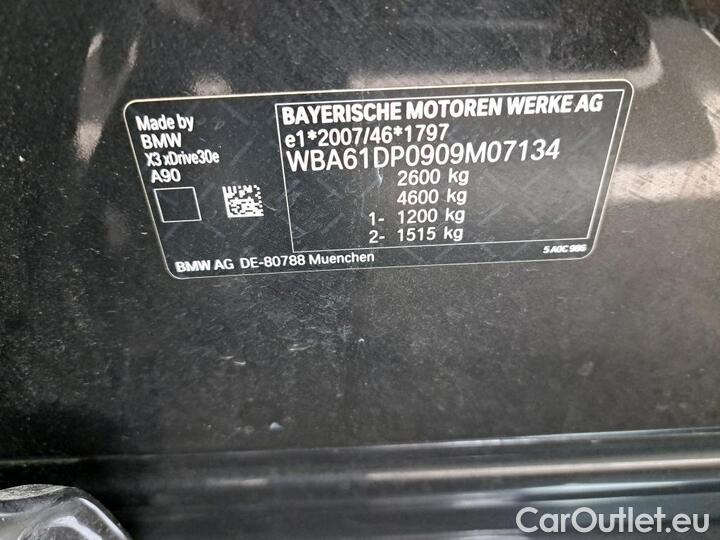 Made by
BMW
X3 xDrive30e
A90
BAYERISCHE MOTOREN WERKE AG
e1*2007/46*1797
WBA61DP0909M07134
2600 kg
4600 kg
1- 1200 kg
2- 1515 kg
BMW AG DE-80788 Muenchen
5 A0C 986
CarOutlet.eu